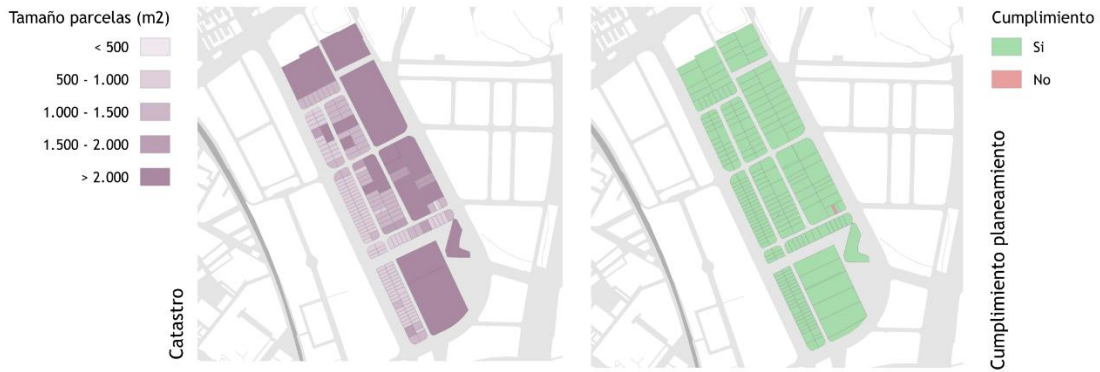 Tamaño parcelas (m2)
< 500
500 - 1.000
1.000 - 1.500
1.500 - 2.000
> 2.000
Catastro
Cumplimiento
Si
No
Cumplimiento planeamiento